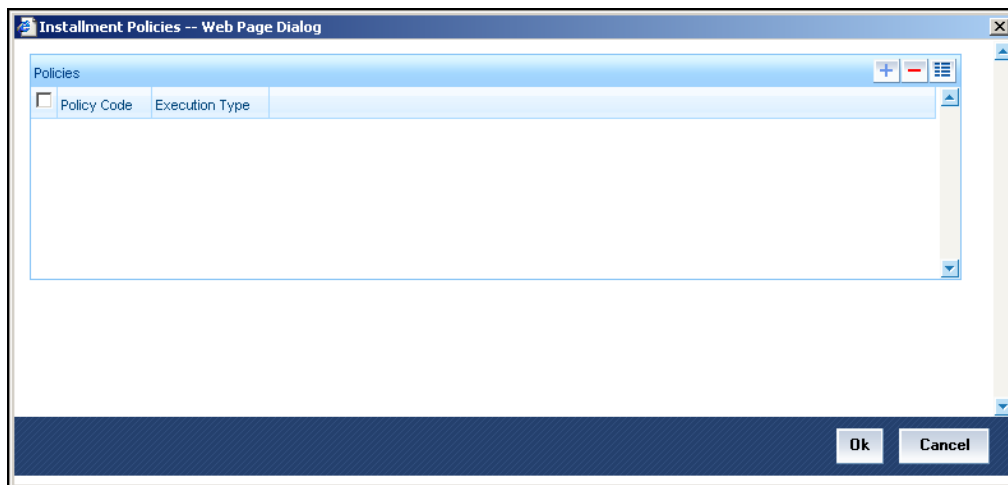 Installment Policies -- Web Page Dialog
Policies
Policy Code Execution Type
Ok Cancel